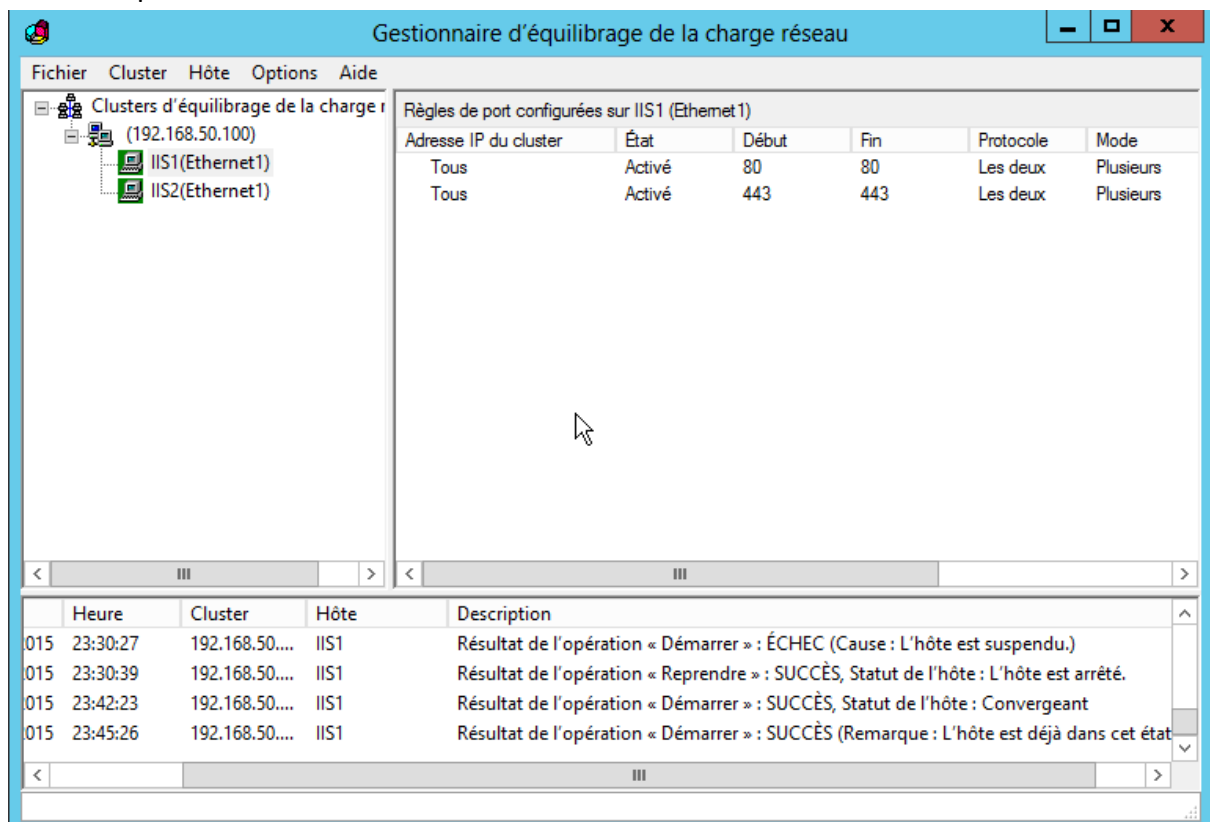 Gestionnaire d'équilibrage de la charge réseau
Fichier Cluster Hôte Options Aide
Clusters d'équilibrage de la charge r
(192.168.50.100)
IIS1(Ethernet1)
IIS2(Ethernet1)
Règles de port configurées sur IIS1 (Ethernet1)
Adresse IP du cluster État Début Fin Protocole Mode
Tous Activé 80 80 Les deux Plusieurs
Tous Activé 443 443 Les deux Plusieurs
Heure Cluster Hôte Description
015 23:30:27 192.168.50.... IIS1 Résultat de l'opération « Démarrer » : ÉCHEC (Cause : L'hôte est suspendu.)
015 23:30:39 192.168.50.... IIS1 Résultat de l'opération « Reprendre » : SUCCÈS, Statut de l'hôte : L'hôte est arrêté.
015 23:42:23 192.168.50.... IIS1 Résultat de l'opération « Démarrer » : SUCCÈS, Statut de l'hôte : Convergeant
015 23:45:26 192.168.50.... IIS1 Résultat de l'opération « Démarrer » : SUCCÈS (Remarque : L'hôte est déjà dans cet état